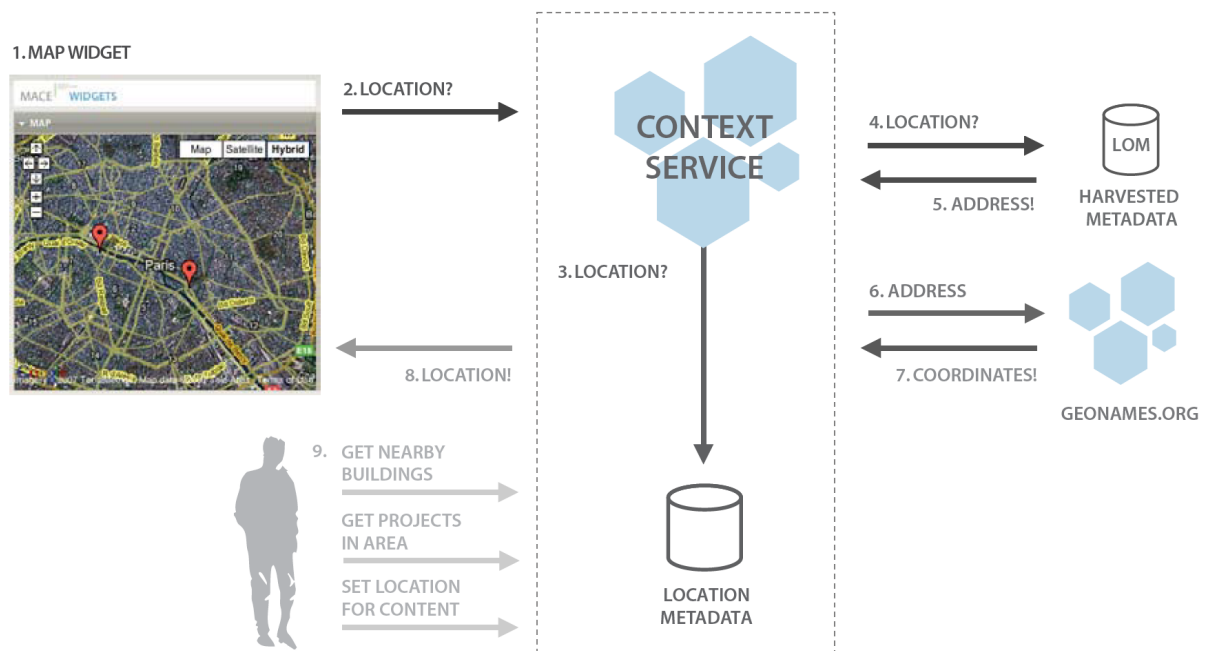 1. MAP WIDGET
MACE WIDGETS
MAP
Map Satellite Hybrid
Paris
E15
2. LOCATION?
8. LOCATION!
9. GET NEARBY
BUILDINGS
GET PROJECTS
IN AREA
SET LOCATION
FOR CONTENT
CONTEXT
SERVICE
3. LOCATION?
LOCATION
METADATA
4. LOCATION?
5. ADDRESS!
LOM
HARVESTED
METADATA
6. ADDRESS
7. COORDINATES!
GEONAMES.ORG